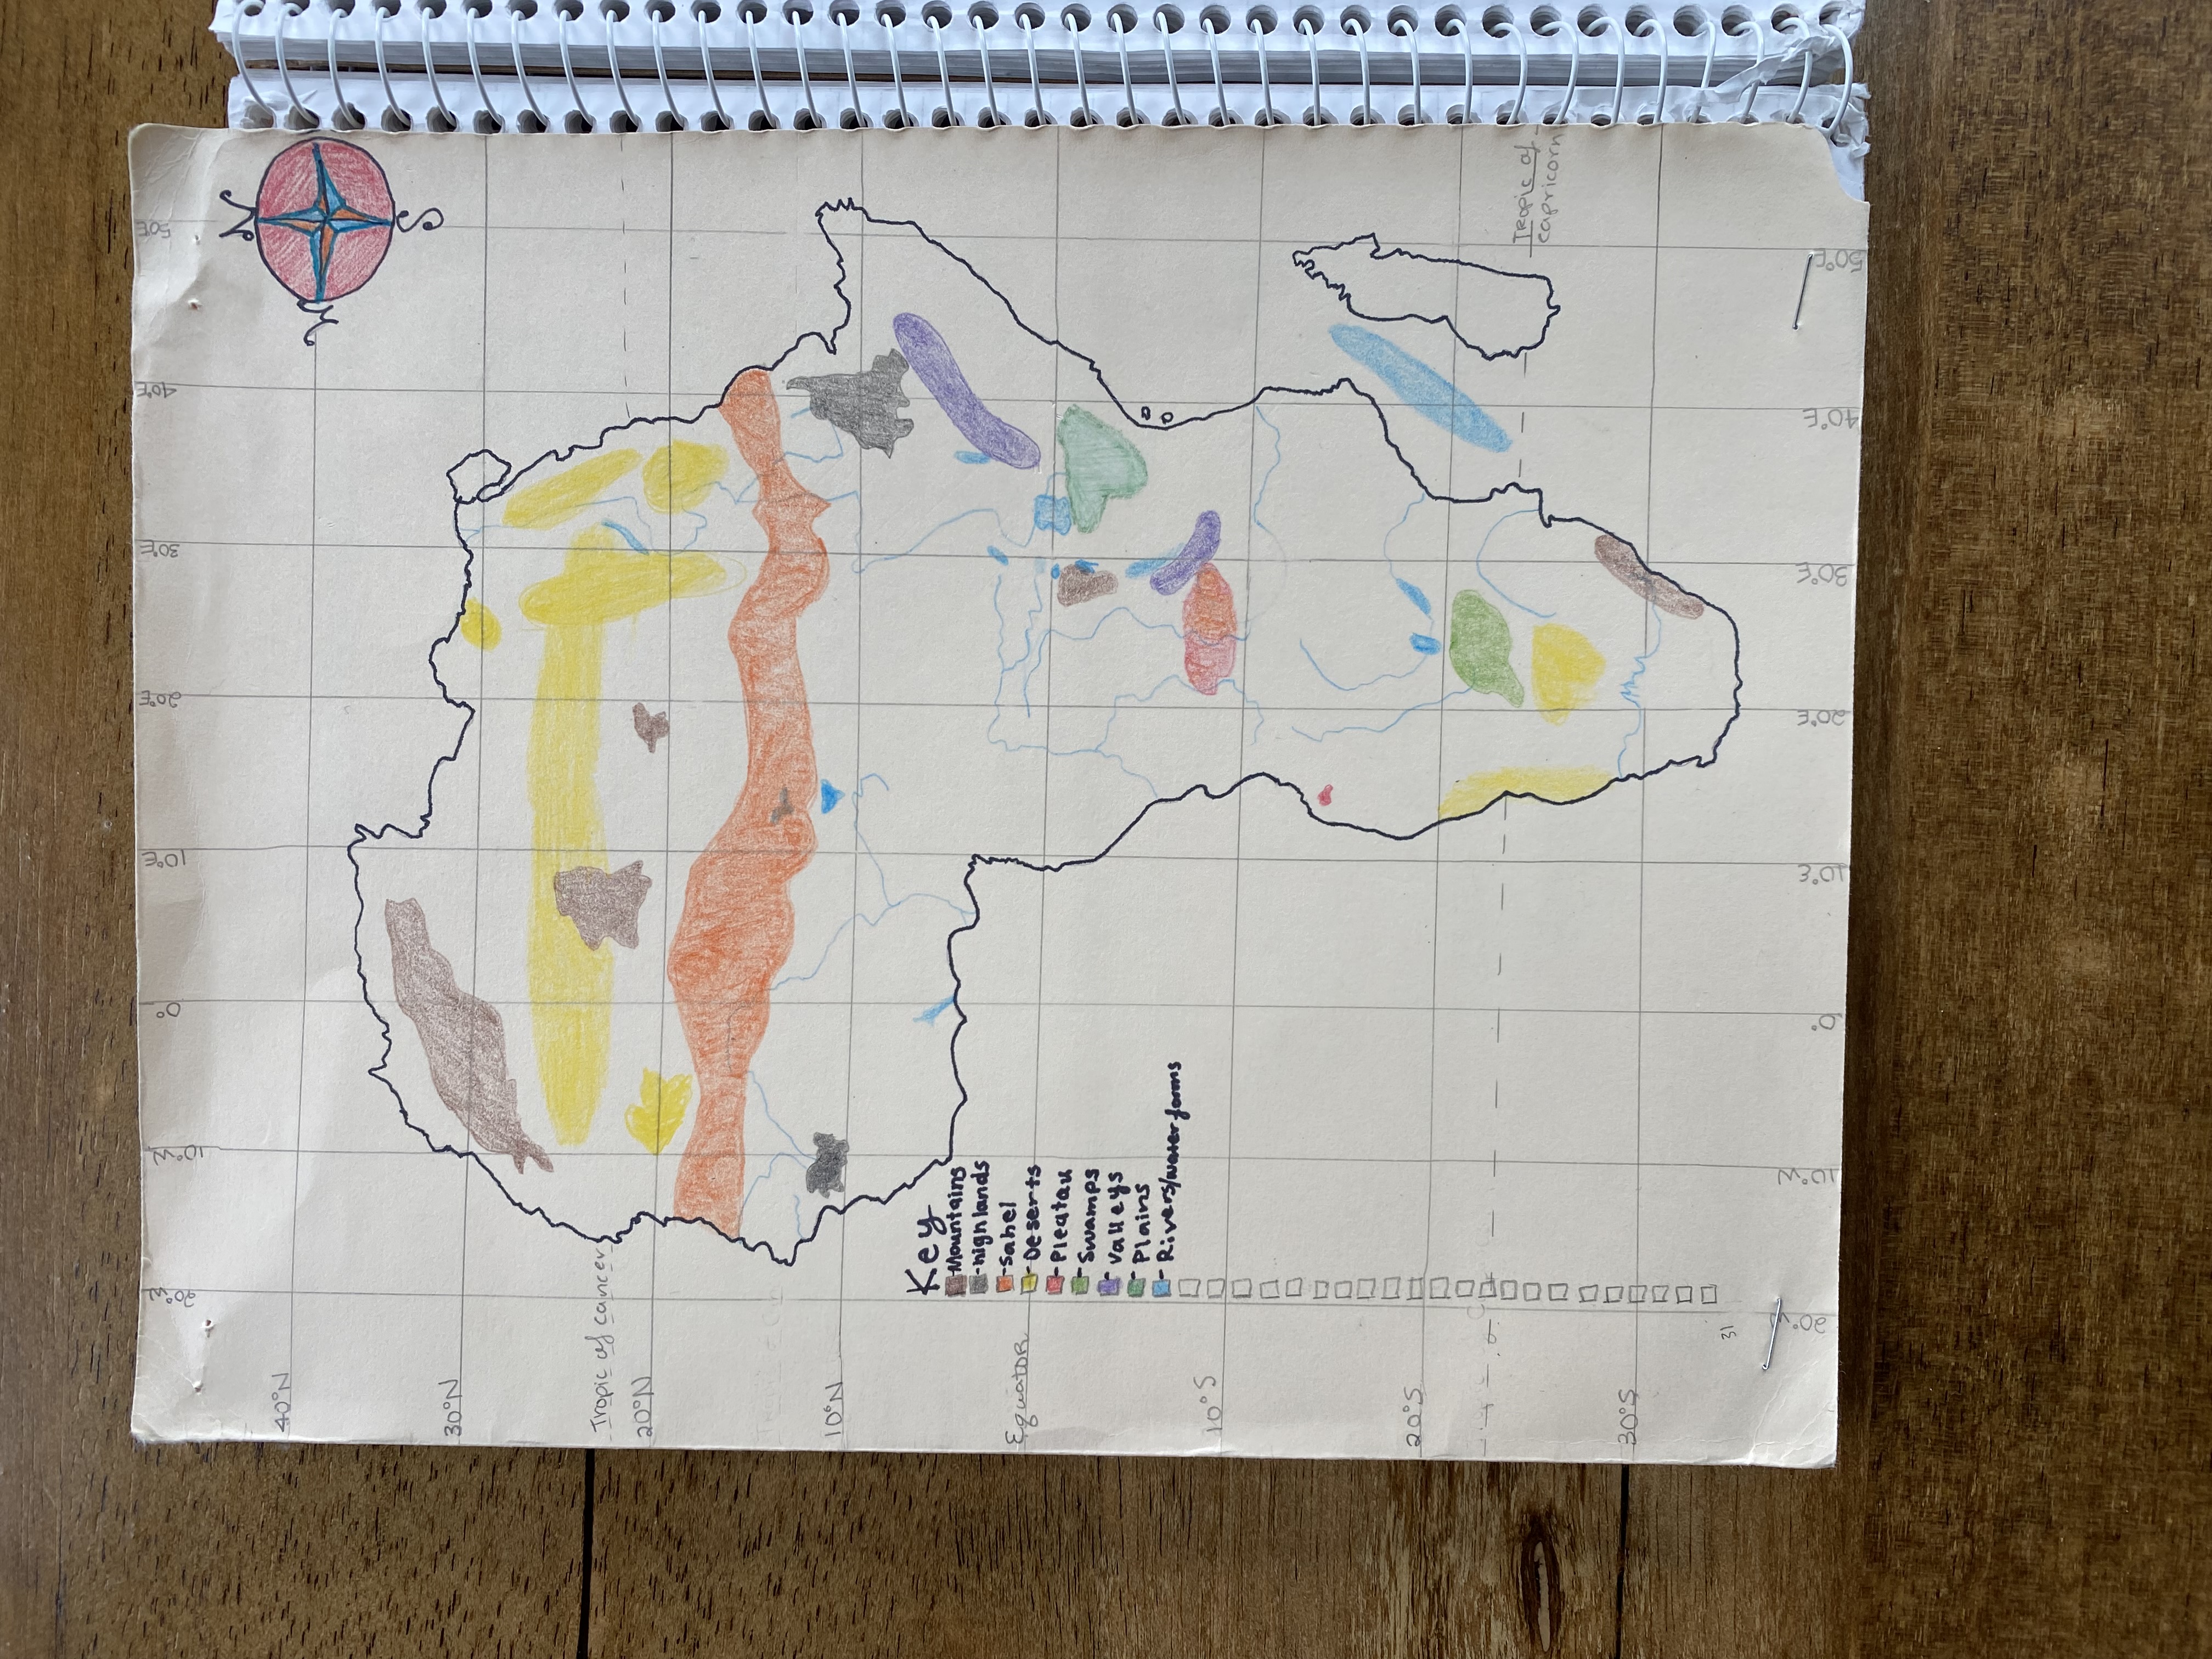 20°W 10°W 0° 10°E 20°E 30°E 40°E 50E
N
W
S
40°N
30°N
Tropic of cancer
20°N
10°N
Key
Mountains
highlands
Sahel
Deserts
Pleatau
Swamps
Valleys
Plains
Rivers/water forms
Equator
10°S
20°S
Tropic of
capricorn
30°S
31
20°W 10°W 0° 10°E 20°E 30°E 40°E 50°E